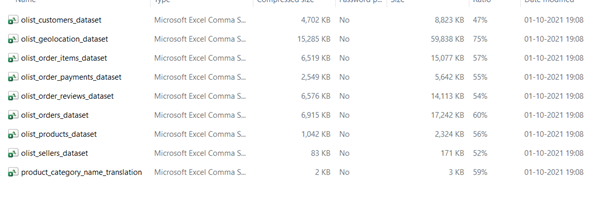 Name Type Compressed size Password p... Size Ratio Date modified
olist_customers_dataset Microsoft Excel Comma S... 4,702 KB No 8,823 KB 47% 01-10-2021 19:08
olist_geolocation_dataset Microsoft Excel Comma S... 15,285 KB No 59,838 KB 75% 01-10-2021 19:08
olist_order_items_dataset Microsoft Excel Comma S... 6,519 KB No 15,077 KB 57% 01-10-2021 19:08
olist_order_payments_dataset Microsoft Excel Comma S... 2,549 KB No 5,642 KB 55% 01-10-2021 19:08
olist_order_reviews_dataset Microsoft Excel Comma S... 6,576 KB No 14,113 KB 54% 01-10-2021 19:08
olist_orders_dataset Microsoft Excel Comma S... 6,915 KB No 17,242 KB 60% 01-10-2021 19:08
olist_products_dataset Microsoft Excel Comma S... 1,042 KB No 2,324 KB 56% 01-10-2021 19:08
olist_sellers_dataset Microsoft Excel Comma S... 83 KB No 171 KB 52% 01-10-2021 19:08
product_category_name_translation Microsoft Excel Comma S... 2 KB No 3 KB 59% 01-10-2021 19:08